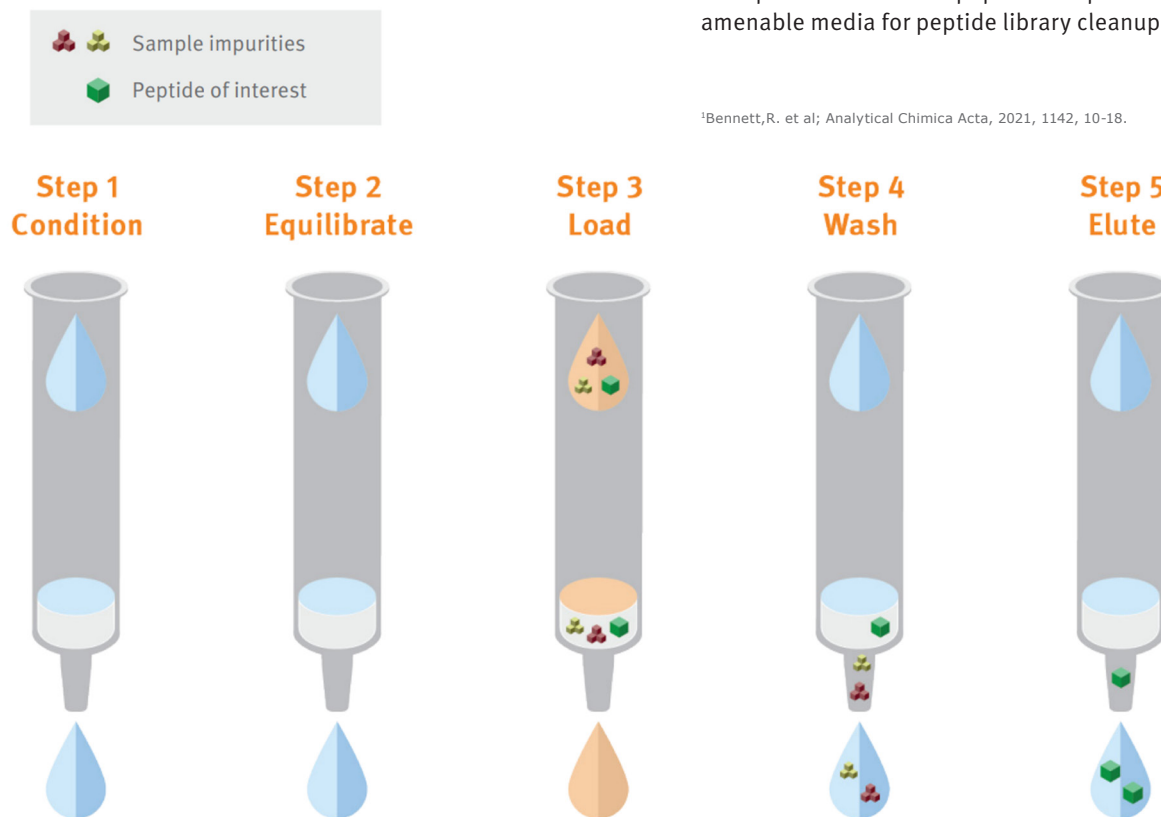 amenable media for peptide library cleanup
Sample impurities
Peptide of interest
¹Bennett,R. et al; Analytical Chimica Acta, 2021, 1142, 10-18.
Step 1
Condition
Step 2
Equilibrate
Step 3
Load
Step 4
Wash
Step 5
Elute